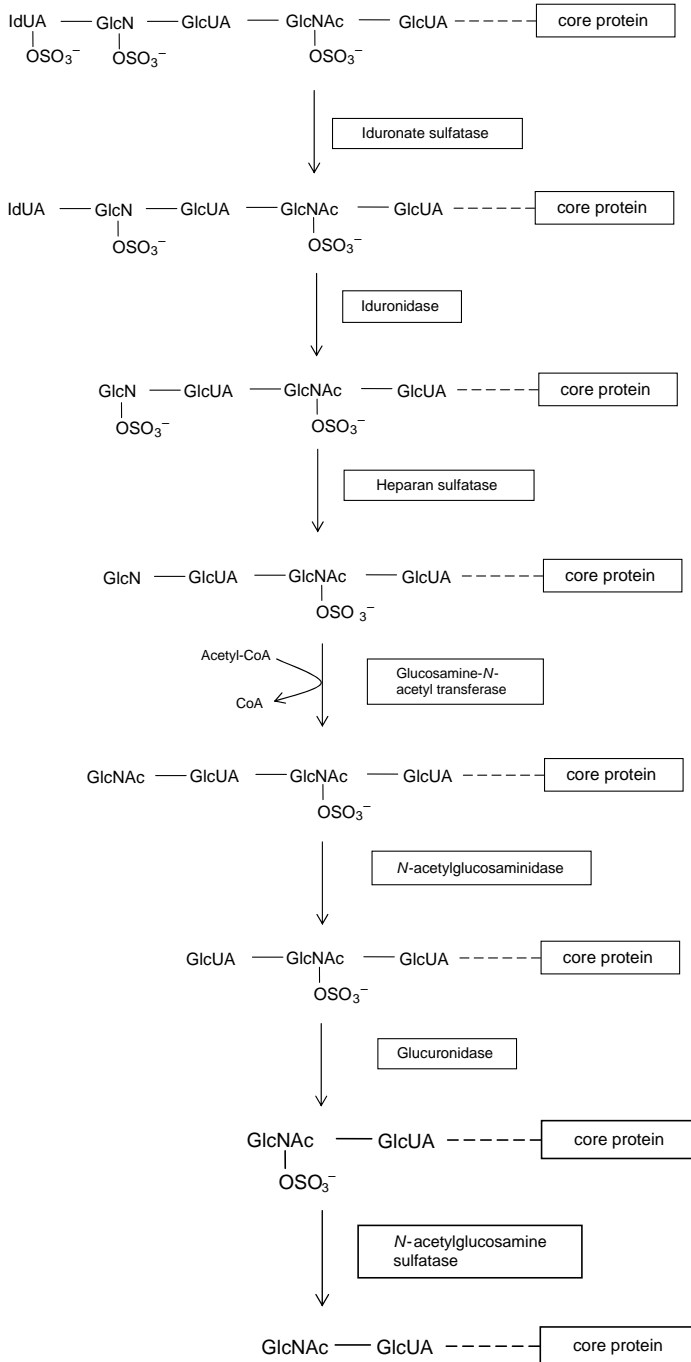 IdUA GlcN GlcUA GlcNAc GlcUA core protein
OSO₃⁻ OSO₃⁻ OSO₃⁻
Iduronate sulfatase
IdUA GlcN GlcUA GlcNAc GlcUA core protein
OSO₃⁻ OSO₃⁻
Iduronidase
GlcN GlcUA GlcNAc GlcUA core protein
OSO₃⁻ OSO₃⁻
Heparan sulfatase
GlcN GlcUA GlcNAc GlcUA core protein
OSO ₃⁻
Acetyl-CoA
CoA
Glucosamine-N-
acetyl transferase
GlcNAc GlcUA GlcNAc GlcUA core protein
OSO₃⁻
N-acetylglucosaminidase
GlcUA GlcNAc GlcUA core protein
OSO₃⁻
Glucuronidase
GlcNAc GlcUA core protein
OSO₃⁻
N-acetylglucosamine
sulfatase
GlcNAc GlcUA core protein